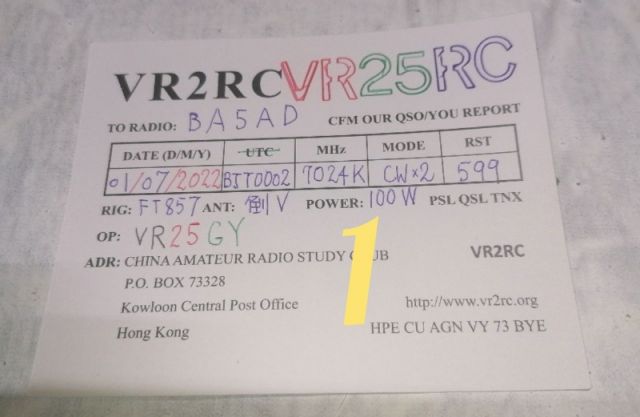 VR2RC VR25RC
TO RADIO: BA5AD CFM OUR QSO/YOU REPORT
DATE (D/M/Y) UTC MHz MODE RST
01/07/2022 BJT0002 7024K CW×2 599
RIG: FT857 ANT: 倒V POWER: 100W PSL QSL TNX
OP: VR25GY
ADR: CHINA AMATEUR RADIO STUDY CLUB VR2RC
P.O. BOX 73328
Kowloon Central Post Office http://www.vr2rc.org
Hong Kong HPE CU AGN VY 73 BYE
1